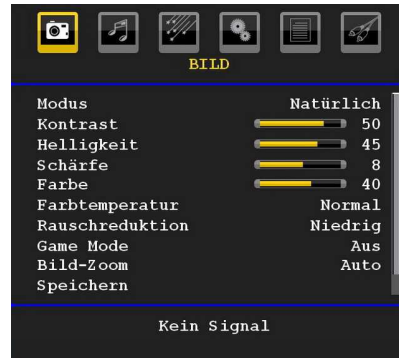 BILD
Modus Natürlich
Kontrast 50
Helligkeit 45
Schärfe 8
Farbe 40
Farbtemperatur Normal
Rauschreduktion Niedrig
Game Mode Aus
Bild-Zoom Auto
Speichern
Kein Signal